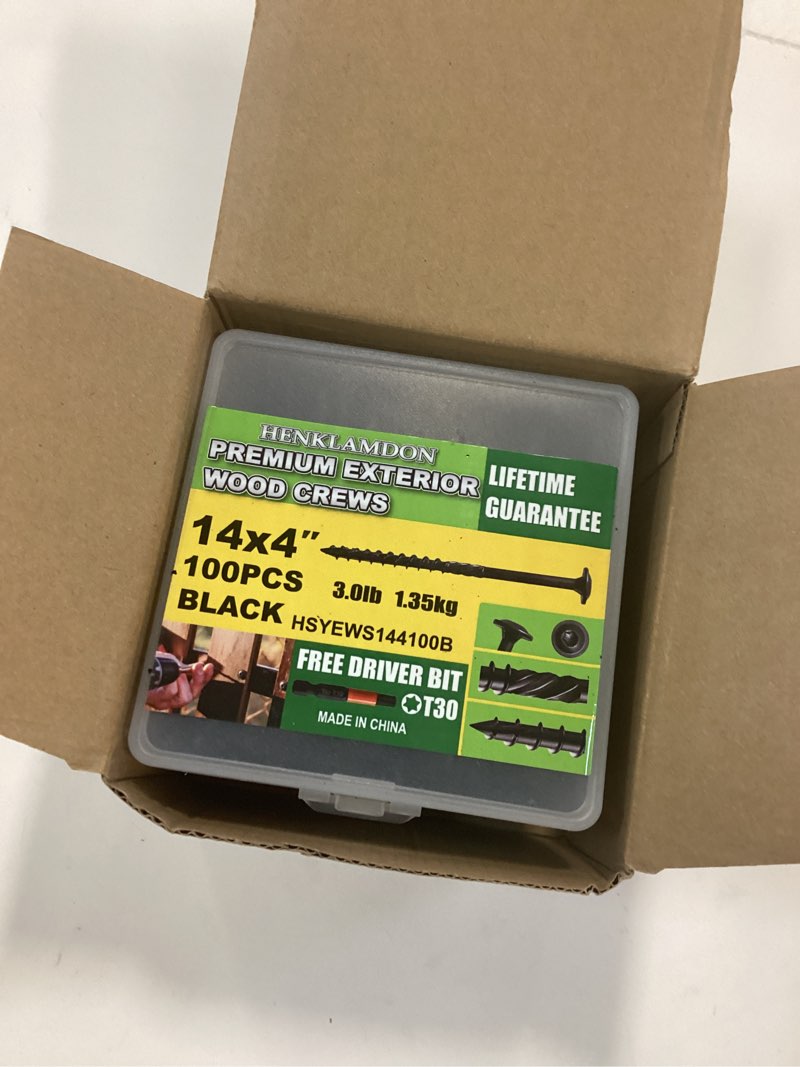 HENKLAMDON
PREMIUM EXTERIOR
WOOD CREWS
LIFETIME
GUARANTEE
14x4″
100PCS
BLACK
3.0lb 1.35kg
HSYEWS144100B
FREE DRIVER BIT
T30
MADE IN CHINA